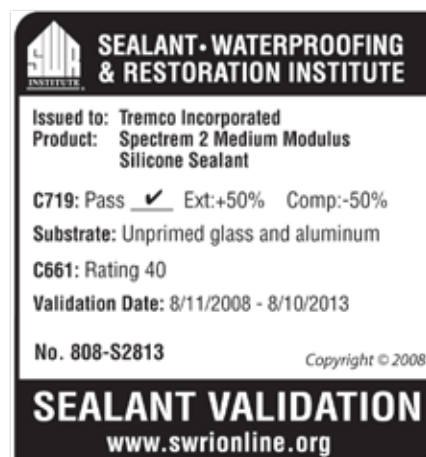 SWR
INSTITUTE
SEALANT • WATERPROOFING
& RESTORATION INSTITUTE
Issued to: Tremco Incorporated
Product: Spectrem 2 Medium Modulus
Silicone Sealant
C719: Pass ✔ Ext:+50% Comp:-50%
Substrate: Unprimed glass and aluminum
C661: Rating 40
Validation Date: 8/11/2008 - 8/10/2013
No. 808-S2813
Copyright © 2008
SEALANT VALIDATION
www.swrionline.org